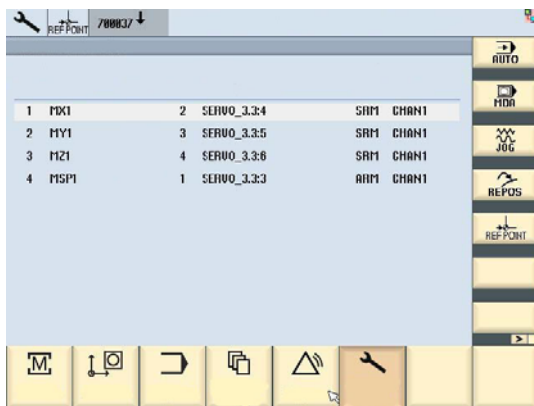 REF POINT 700037
AUTO
MDA
1 MX1 2 SERVO_3.3:4 SRM CHAN1
2 MY1 3 SERVO_3.3:5 SRM CHAN1
3 MZ1 4 SERVO_3.3:6 SRM CHAN1
4 MSP1 1 SERVO_3.3:3 ARM CHAN1
JOG
REPOS
REF POINT
M